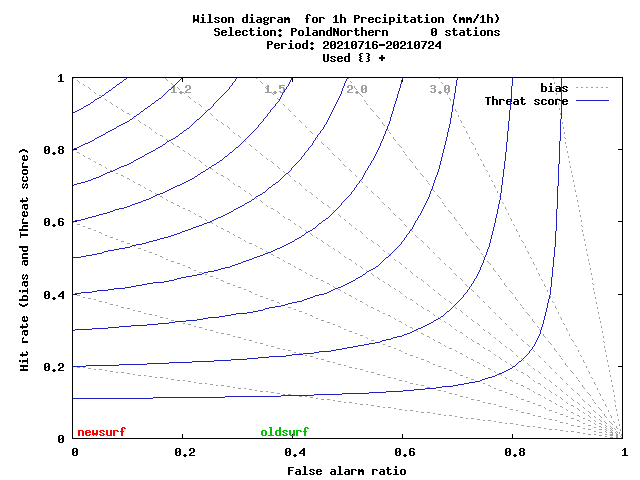 Wilson diagram  for 1h Precipitation (mm/1h)
Selection: PolandNorthern      0 stations
Period: 20210716-20210724
Used {} +
bias
Threat score
1.2 1.5 2.0 3.0
1
0.8
0.6
0.4
0.2
0
Hit rate (bias and Threat score)
newsurf oldsurf
0 0.2 0.4 0.6 0.8 1
False alarm ratio